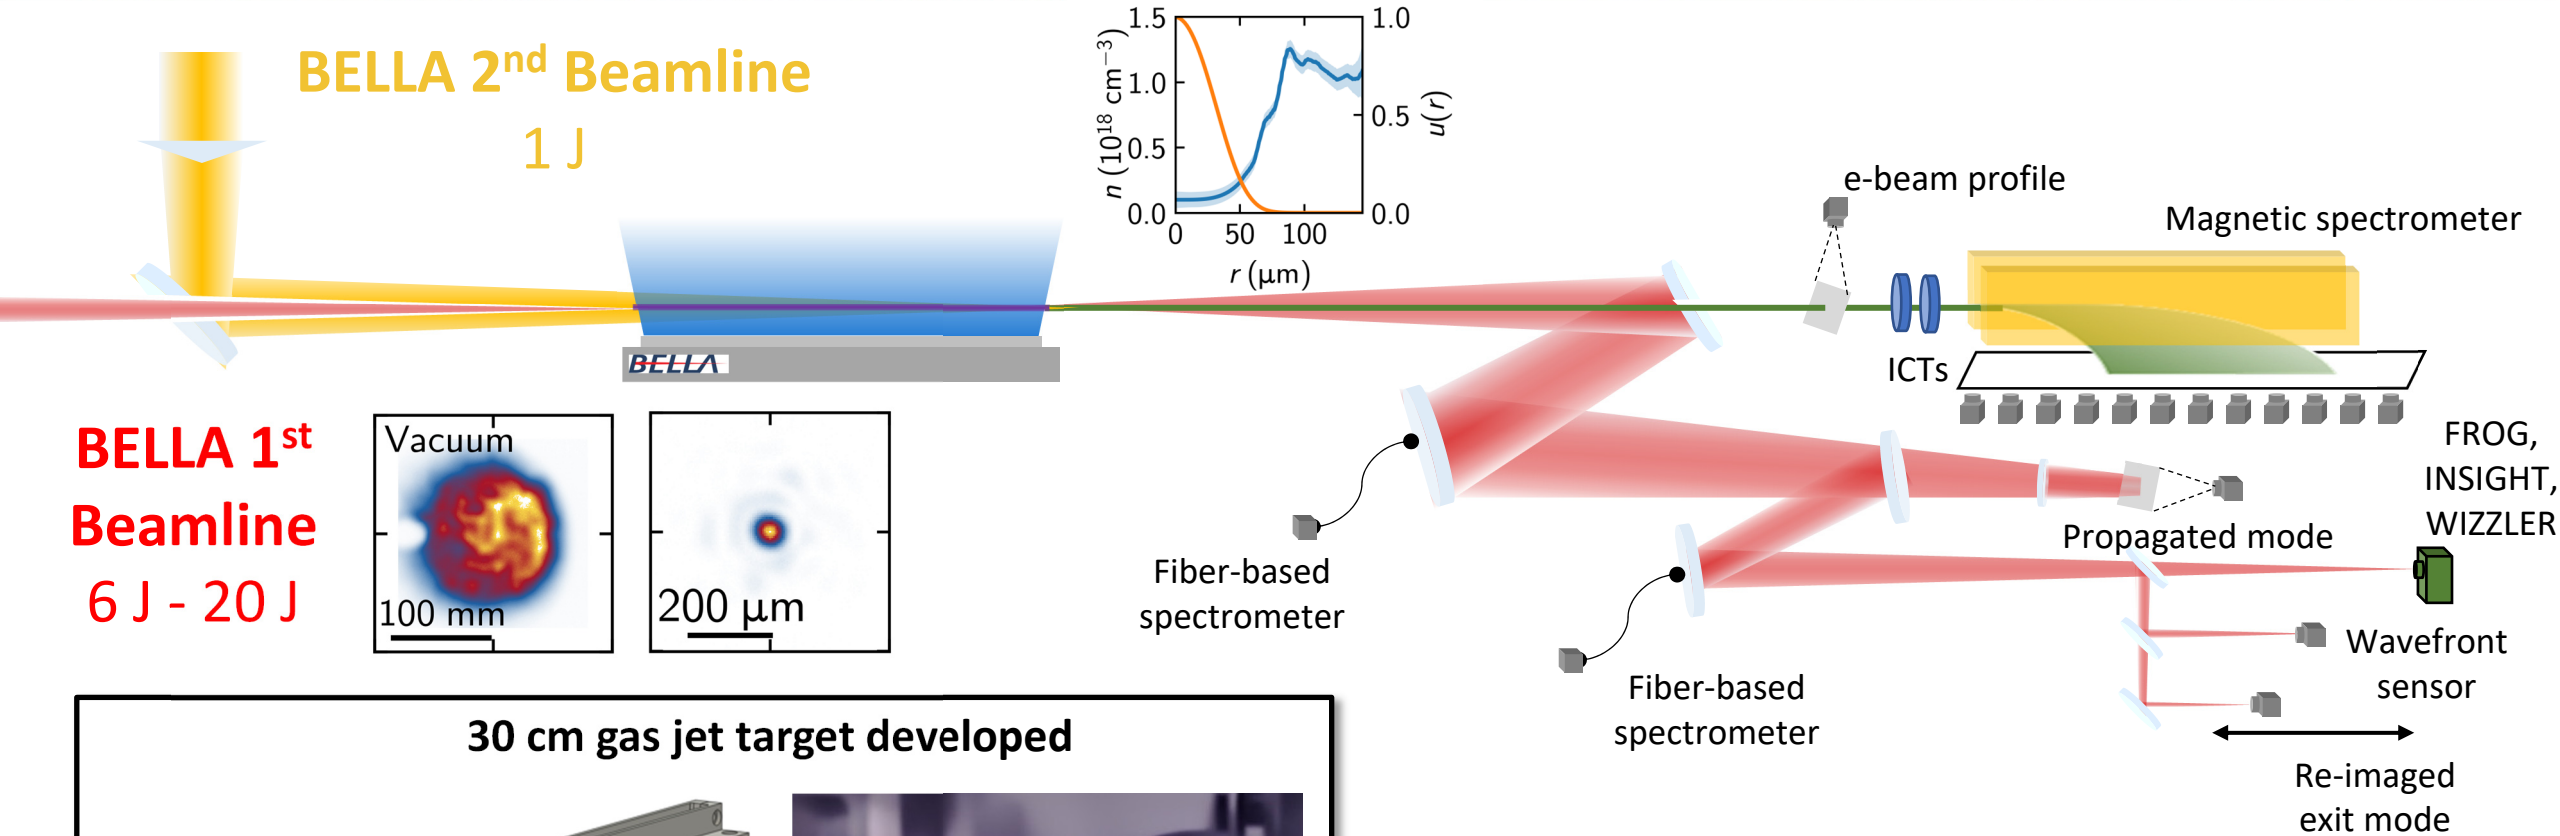 BELLA 2nd Beamline
1 J
1.5
1.0
0.5
0.0
n (10^18 cm^−3)
1.0
0.5
0.0
u(r)
0
50
100
r (μm)
e-beam profile
Magnetic spectrometer
ICTs
BELLA
BELLA 1st
Beamline
6 J - 20 J
Vacuum
100 mm
200 μm
Fiber-based
spectrometer
Fiber-based
spectrometer
Propagated mode
FROG,
INSIGHT,
WIZZLER
Wavefront
sensor
Re-imaged
exit mode
30 cm gas jet target developed